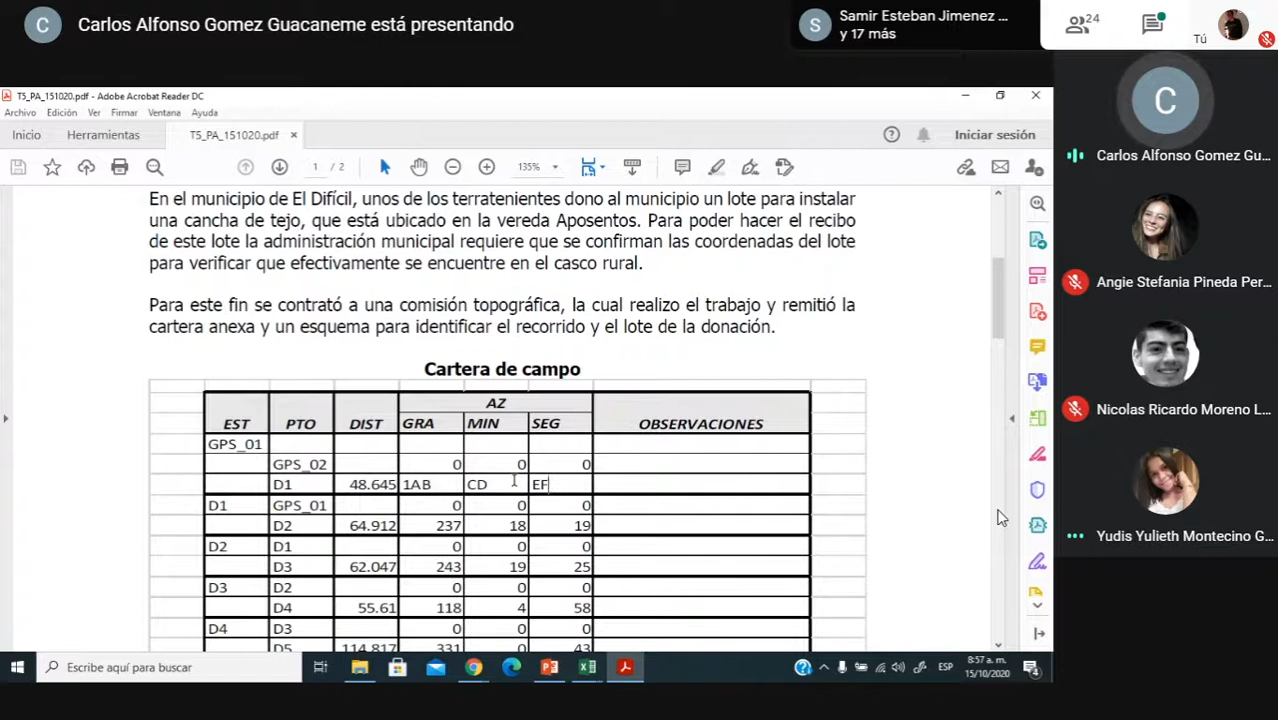 C Carlos Alfonso Gomez Guacaneme está presentando
S Samir Esteban Jimenez ...
y 17 más
24
Tú
T5_PA_151020.pdf - Adobe Acrobat Reader DC
Archivo Edición Ver Firmar Ventana Ayuda
Inicio Herramientas T5_PA_151020.pdf × Iniciar sesión
1 / 2 135%
En el municipio de El Difícil, unos de los terratenientes dono al municipio un lote para instalar
una cancha de tejo, que está ubicado en la vereda Aposentos. Para poder hacer el recibo
de este lote la administración municipal requiere que se confirman las coordenadas del lote
para verificar que efectivamente se encuentre en el casco rural.
Para este fin se contrató a una comisión topográfica, la cual realizo el trabajo y remitió la
cartera anexa y un esquema para identificar el recorrido y el lote de la donación.
Cartera de campo
AZ
EST PTO DIST GRA MIN SEG OBSERVACIONES
GPS_01
GPS_02 0 0 0
D1 48.645 1AB CD EF
D1 GPS_01 0 0 0
D2 64.912 237 18 19
D2 D1 0 0 0
D3 62.047 243 19 25
D3 D2 0 0 0
D4 55.61 118 4 58
D4 D3 0 0 0
D5 114.817 331 0 43
C
Carlos Alfonso Gomez Gu...
Angie Stefania Pineda Per...
Nicolas Ricardo Moreno L...
Yudis Yulieth Montecino G...
Escribe aquí para buscar
ESP
8:57 a. m.
15/10/2020
4